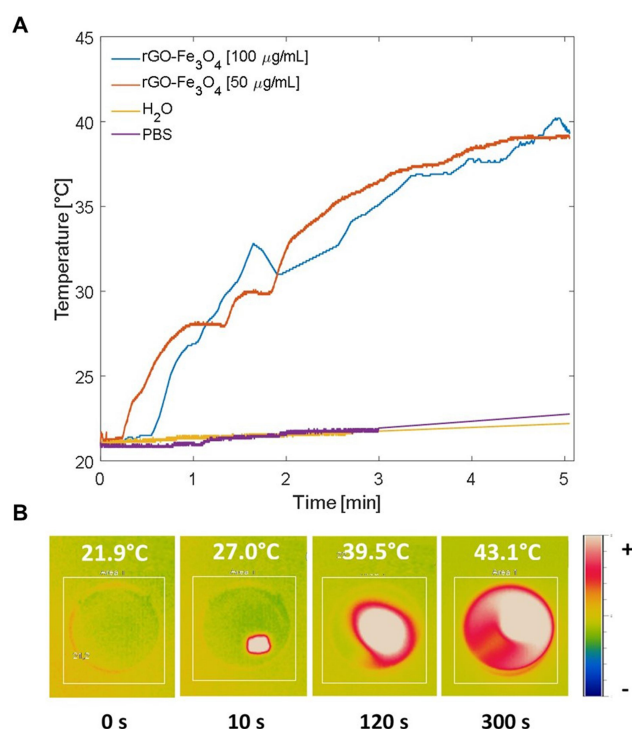 A
45
40
35
30
25
20
Temperature [°C]
rGO-Fe3O4 [100 μg/mL]
rGO-Fe3O4 [50 μg/mL]
H2O
PBS
0 1 2 3 4 5
Time [min]
B
21.9°C 27.0°C 39.5°C 43.1°C
+
-
0 s 10 s 120 s 300 s